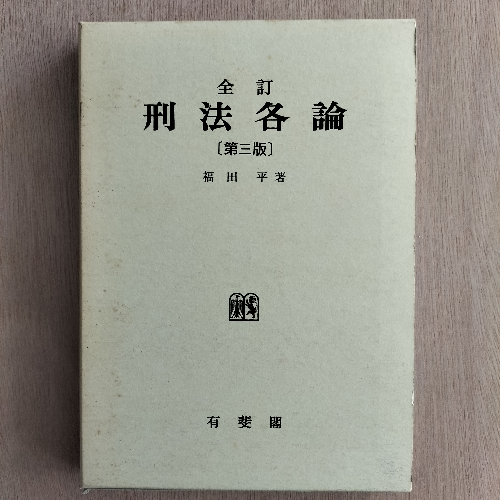 全訂
刑法各論
〔第三版〕
福田 平著
有斐閣